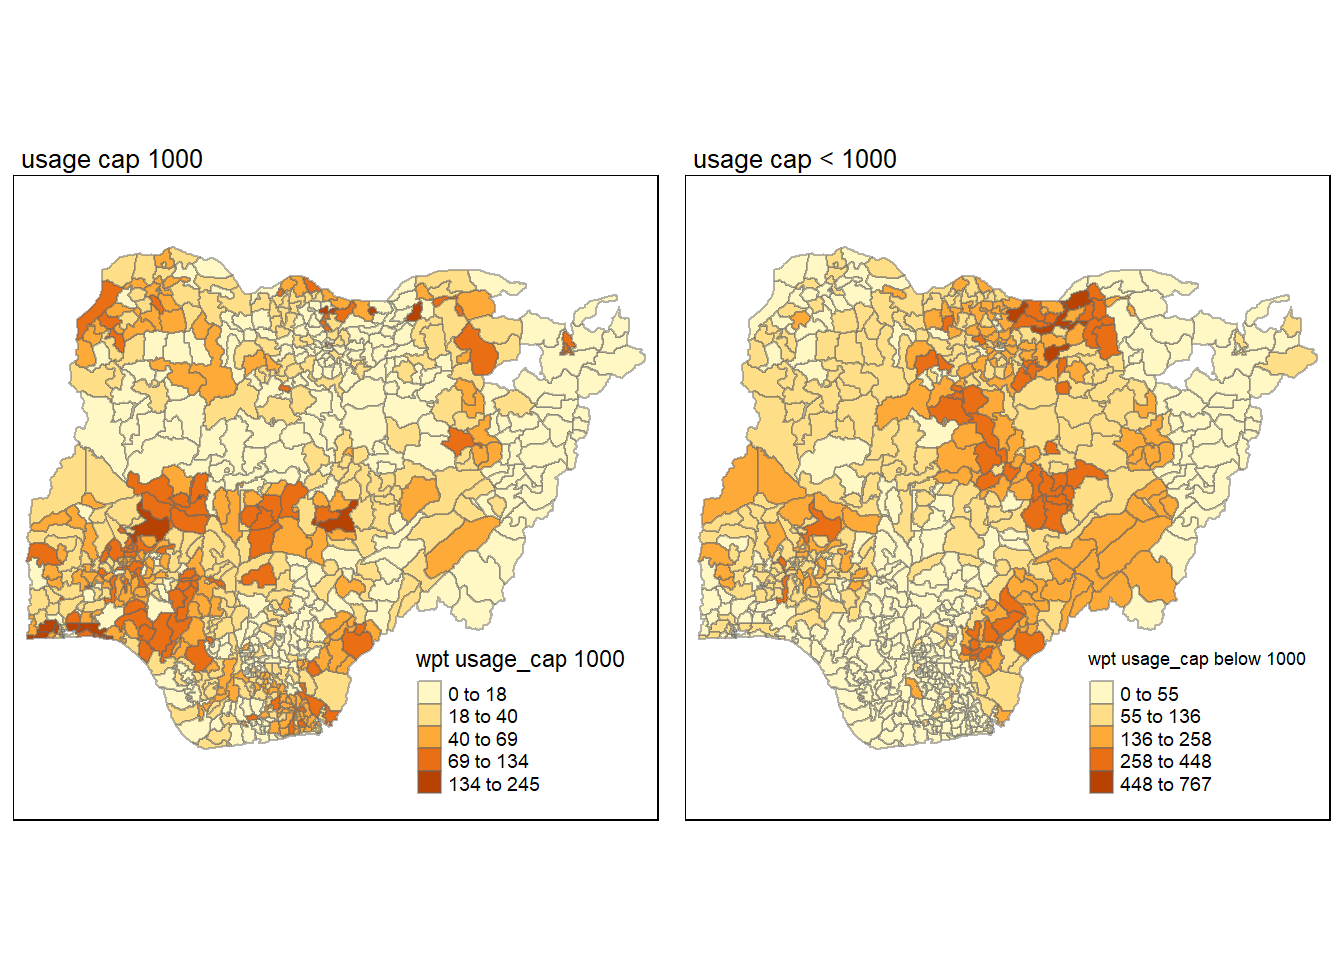 usage cap 1000
wpt usage_cap 1000
0 to 18
18 to 40
40 to 69
69 to 134
134 to 245
usage cap < 1000
wpt usage_cap below 1000
0 to 55
55 to 136
136 to 258
258 to 448
448 to 767